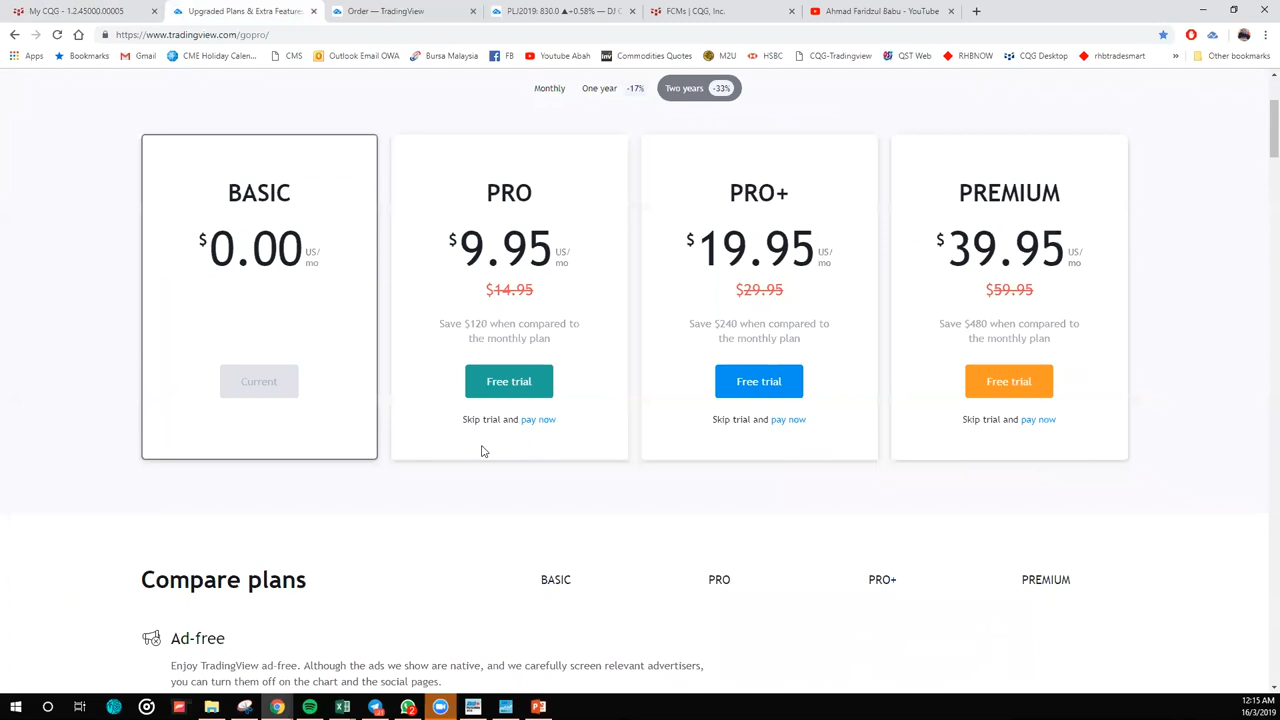 My CQG - 1.2.45000.00005
Upgraded Plans & Extra Feature
Order — TradingView
PLJ2019: 830.0 ▲+0.58% — DJ C
FCMs | CQG, Inc.
Ahmad Faridzul Babu - YouTube
https://www.tradingview.com/gopro/
Apps
Bookmarks
Gmail
CME Holiday Calen...
CMS
Outlook Email OWA
Bursa Malaysia
FB
Youtube Abah
Commodities Quotes
M2U
HSBC
CQG-Tradingview
QST Web
RHBNOW
CQG Desktop
rhbtradesmart
»
Other bookmarks
Monthly
One year -17%
Two years -33%
BASIC
$0.00 US/mo
Current
PRO
$9.95 US/mo
$14.95
Save $120 when compared to
the monthly plan
Free trial
Skip trial and pay now
PRO+
$19.95 US/mo
$29.95
Save $240 when compared to
the monthly plan
Free trial
Skip trial and pay now
PREMIUM
$39.95 US/mo
$59.95
Save $480 when compared to
the monthly plan
Free trial
Skip trial and pay now
Compare plans
BASIC
PRO
PRO+
PREMIUM
Ad-free
Enjoy TradingView ad-free. Although the ads we show are native, and we carefully screen relevant advertisers,
you can turn them off on the chart and the social pages.
12:15 AM
16/3/2019